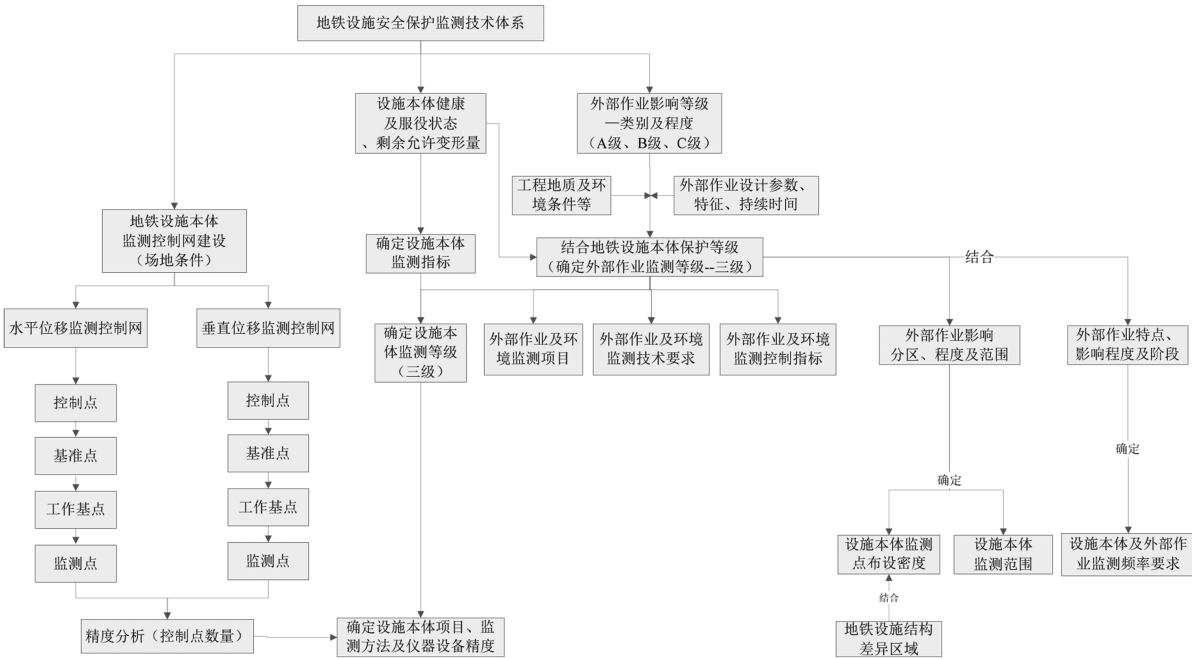 地铁设施安全保护监测技术体系
设施本体健康
及服役状态
、剩余允许变形量
外部作业影响等级
—类别及程度
（A级、B级、C级）
工程地质及环
境条件等
外部作业设计参数、
特征、持续时间
地铁设施本体
监测控制网建设
（场地条件）
确定设施本体
监测指标
结合地铁设施本体保护等级
（确定外部作业监测等级--三级）
结合
水平位移监测控制网
垂直位移监测控制网
确定设施本
体监测等级
（三级）
外部作业及环
境监测项目
外部作业及环境
监测技术要求
外部作业及环境
监测控制指标
外部作业影响
分区、程度及范围
外部作业特点、
影响程度及阶段
控制点
基准点
工作基点
监测点
控制点
基准点
工作基点
监测点
确定
确定
设施本体监测
点布设密度
设施本体
监测范围
设施本体及外部作
业监测频率要求
结合
地铁设施结构
差异区域
精度分析（控制点数量）
确定设施本体项目、监
测方法及仪器设备精度